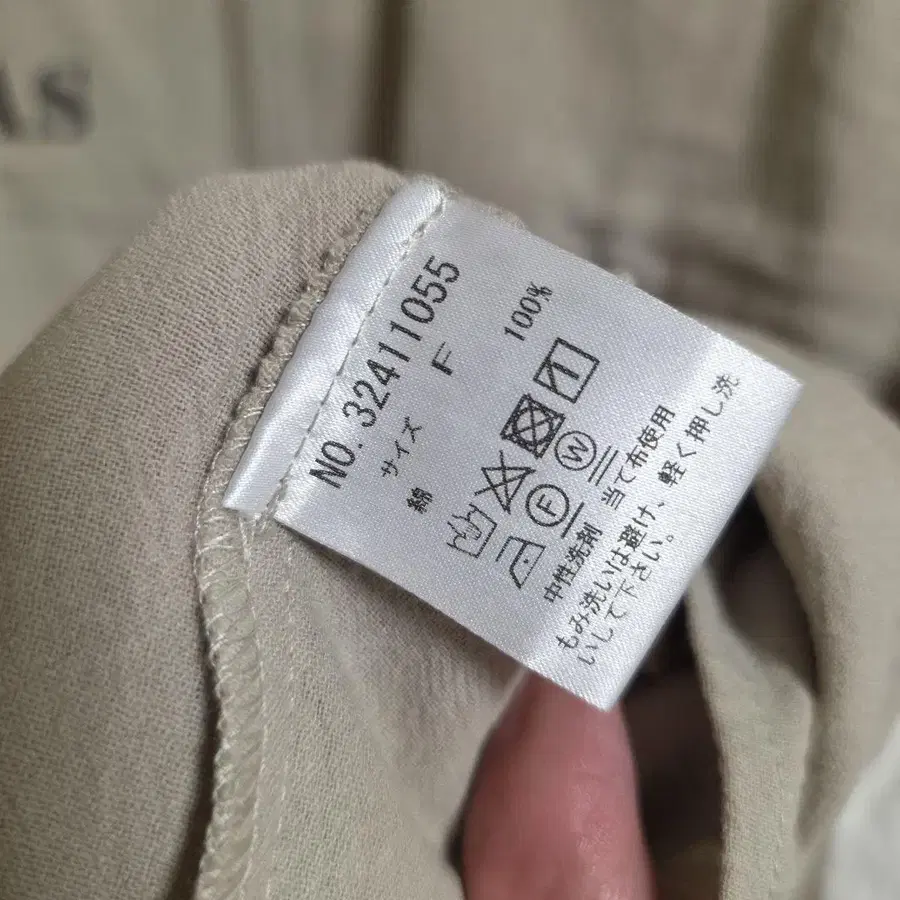 AS
NO. 32411055
サイズ F
綿 100%
W
F
中性洗剤 当て布使用
もみ洗いは避け、軽く押し洗
いして下さい。